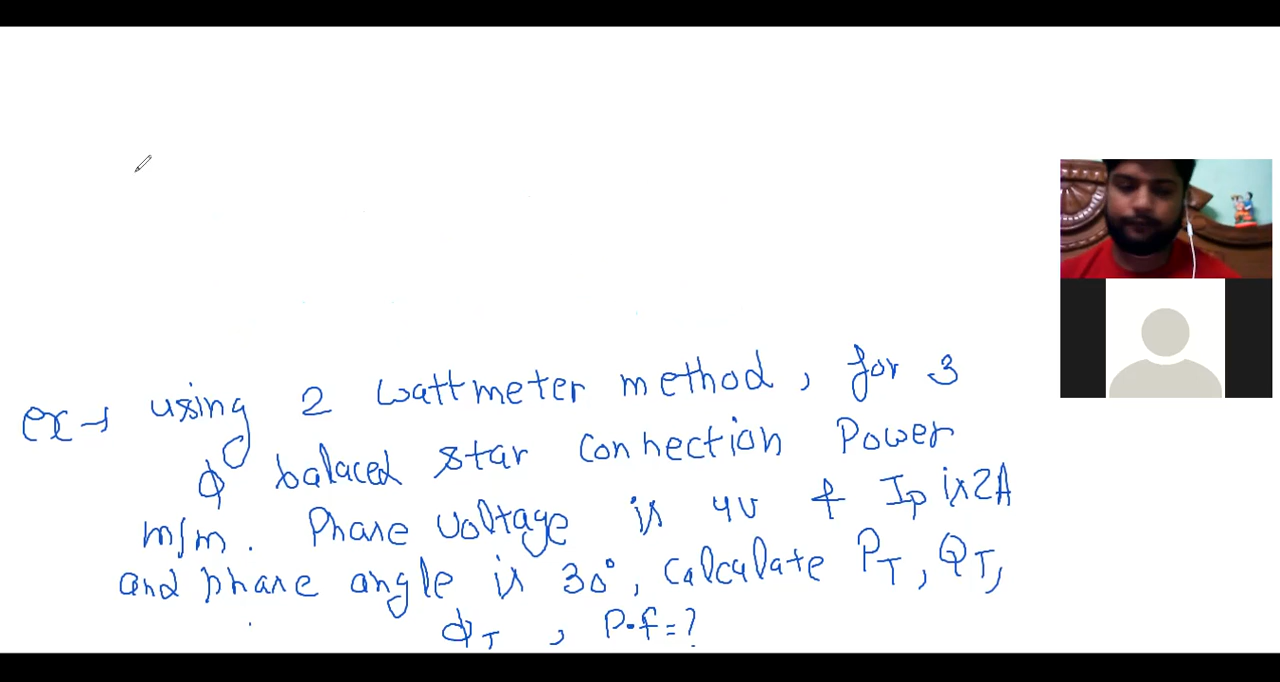 ex→ using 2 wattmeter method, for 3
ϕ balaced star connection Power
m/m. Phase voltage is 4V & Ip is 2A
and phase angle is 30°, calculate PT, QT,
ϕT, P.f=?